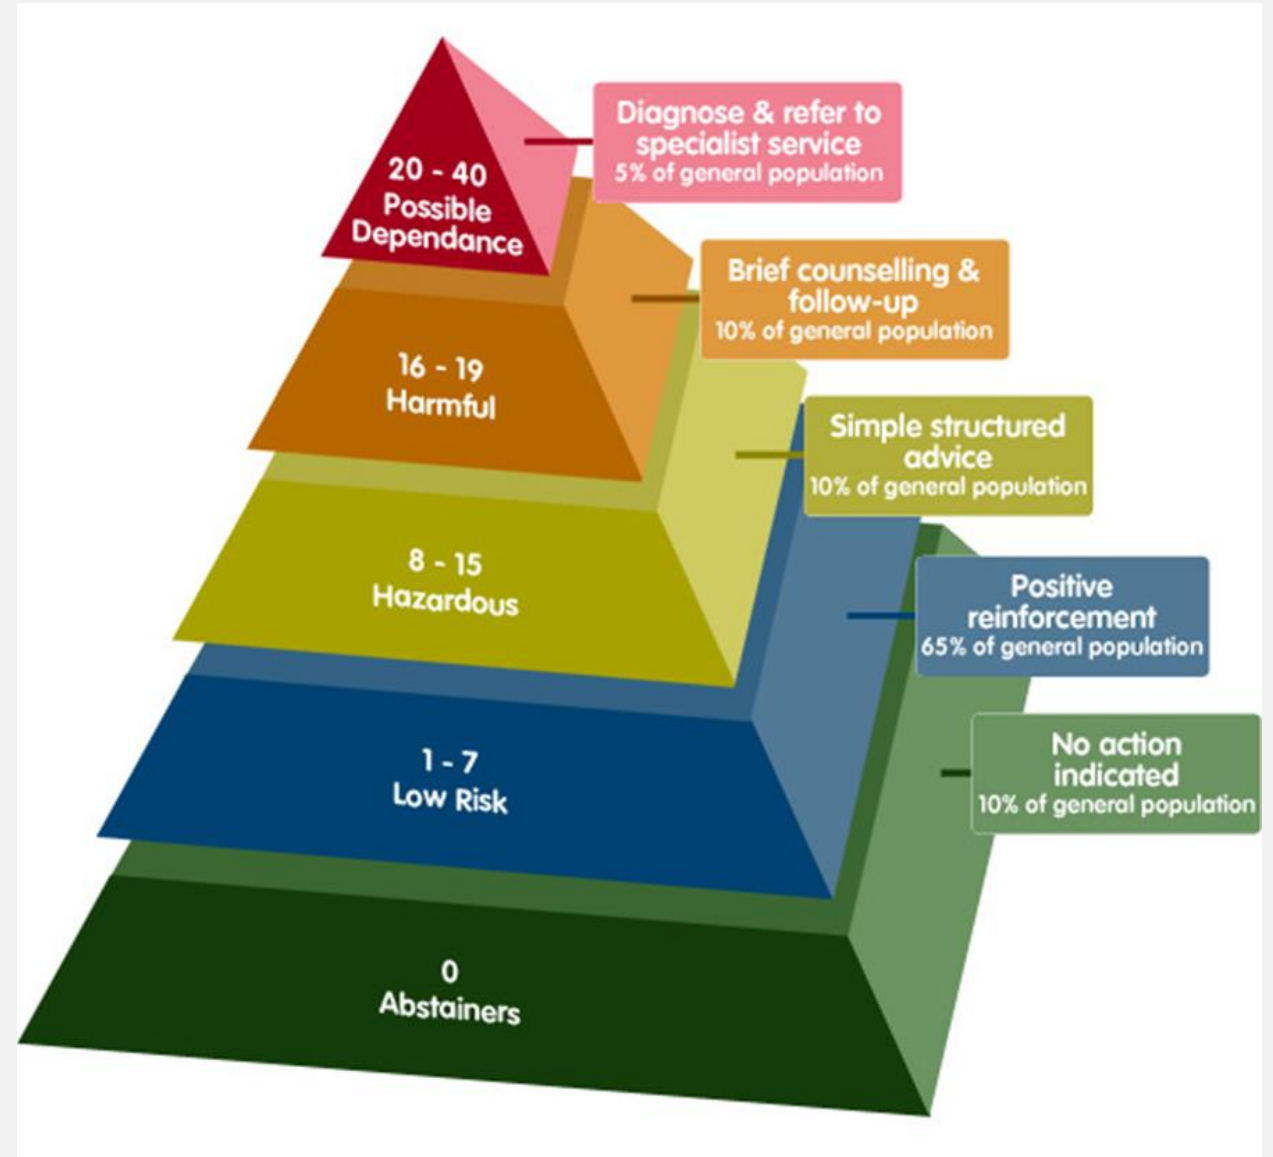 20 - 40
Possible
Dependance
Diagnose & refer to
specialist service
5% of general population
16 - 19
Harmful
Brief counselling &
follow-up
10% of general population
8 - 15
Hazardous
Simple structured
advice
10% of general population
1 - 7
Low Risk
Positive
reinforcement
65% of general population
0
Abstainers
No action
indicated
10% of general population